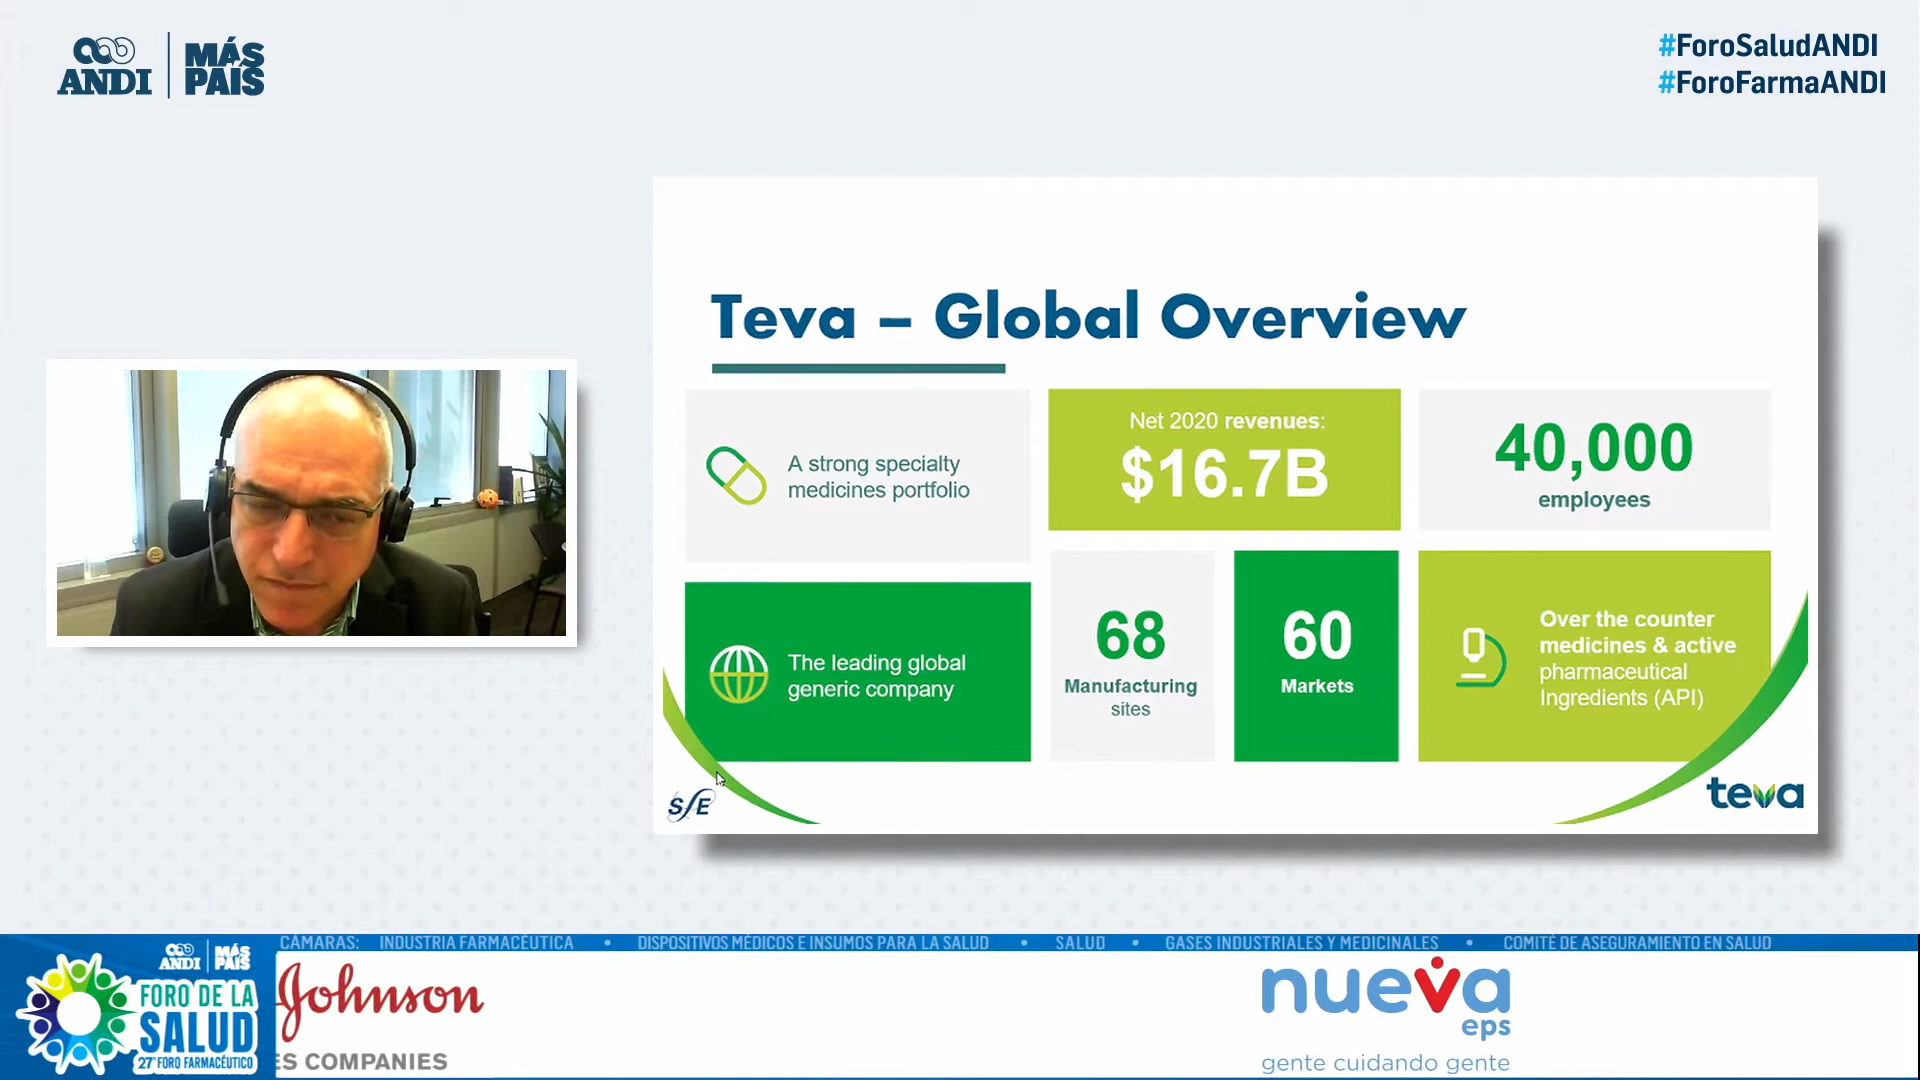 ANDI
MÁS
PAÍS
#ForoSaludANDI
#ForoFarmaANDI
Teva – Global Overview
A strong specialty
medicines portfolio
Net 2020 revenues:
$16.7B
40,000
employees
The leading global
generic company
68
Manufacturing
sites
60
Markets
Over the counter
medicines & active
pharmaceutical
Ingredients (API)
SfE
teva
CÁMARAS: INDUSTRIA FARMACÉUTICA • DISPOSITIVOS MÉDICOS E INSUMOS PARA LA SALUD • SALUD • GASES INDUSTRIALES Y MEDICINALES • COMITÉ DE ASEGURAMIENTO EN SALUD
ANDI
MÁS
PAÍS
FORO DE LA
SALUD
27° FORO FARMACÉUTICO
Johnson
ES COMPANIES
nueva
eps
gente cuidando gente